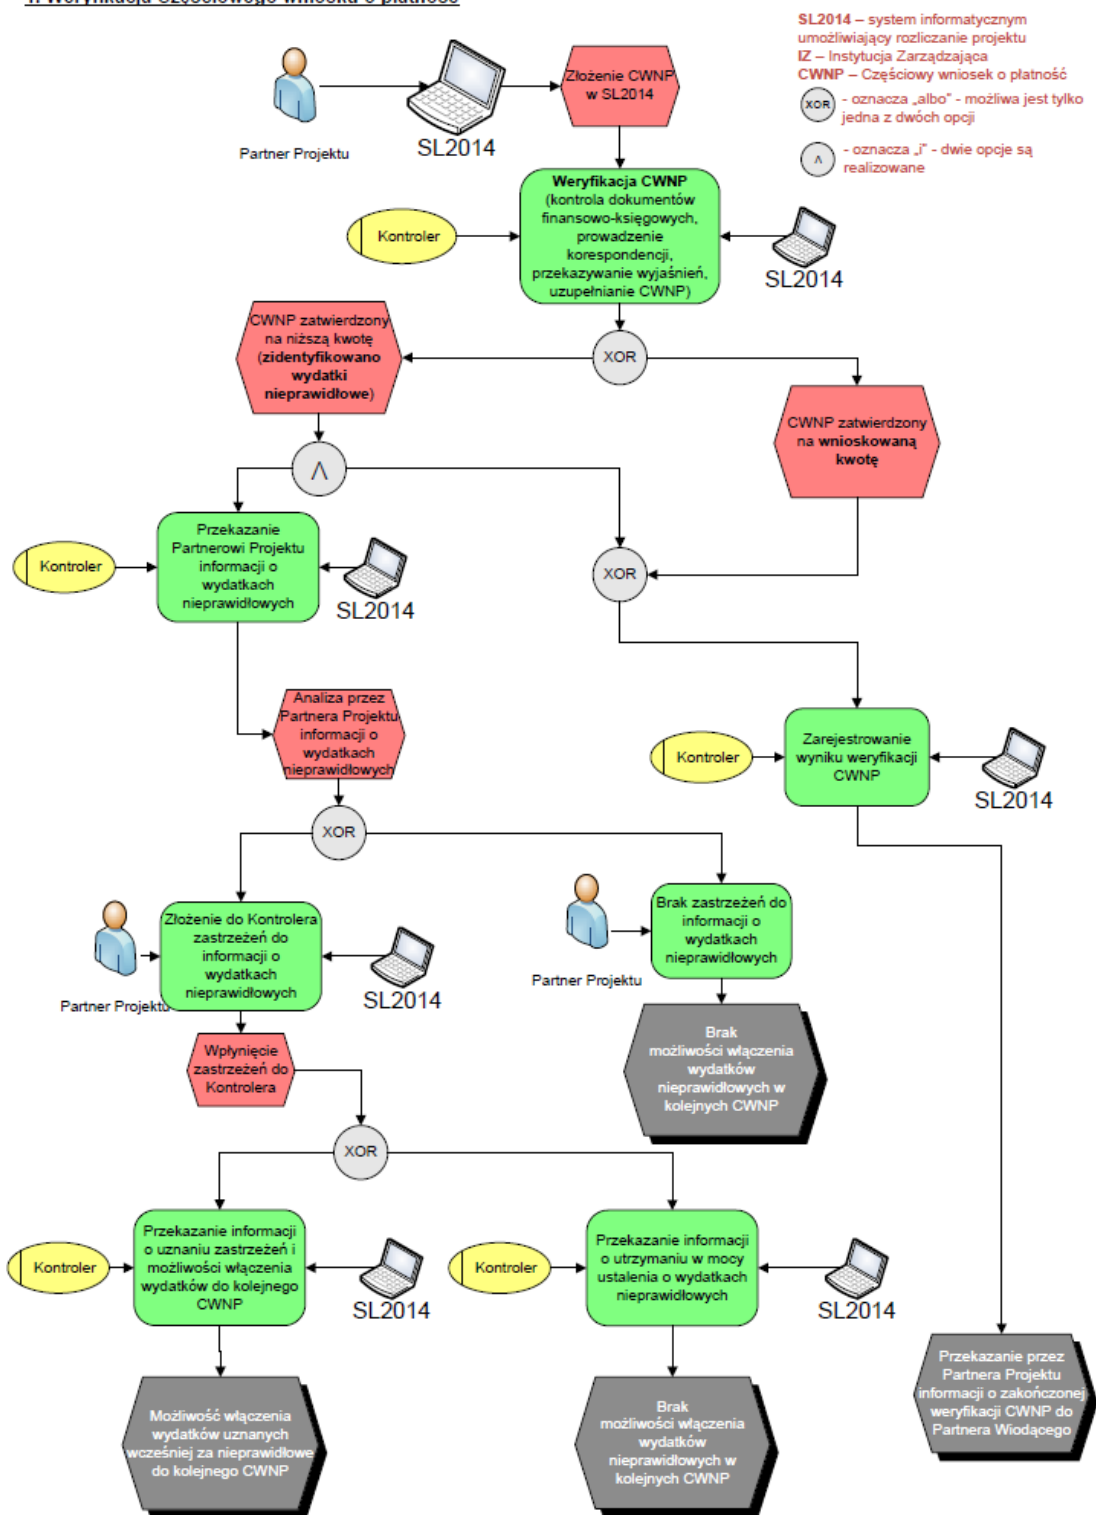 1. Weryfikacja Częściowego wniosku o płatność
SL2014 – system informatycznym
umożliwiający rozliczanie projektu
IZ – Instytucja Zarządzająca
CWNP – Częściowy wniosek o płatność
XOR
- oznacza „albo” - możliwa jest tylko
jedna z dwóch opcji
Λ
- oznacza „i” - dwie opcje są
realizowane
Partner Projektu
SL2014
Złożenie CWNP
w SL2014
Weryfikacja CWNP
(kontrola dokumentów
finansowo-księgowych,
prowadzenie
korespondencji,
przekazywanie wyjaśnień,
uzupełnianie CWNP)
Kontroler
SL2014
CWNP zatwierdzony
na niższą kwotę
(zidentyfikowano
wydatki
nieprawidłowe)
XOR
CWNP zatwierdzony
na wnioskowaną
kwotę
Λ
Kontroler
Przekazanie
Partnerowi Projektu
informacji o
wydatkach
nieprawidłowych
SL2014
XOR
Analiza przez
Partnera Projektu
informacji o
wydatkach
nieprawidłowych
Kontroler
Zarejestrowanie
wyniku weryfikacji
CWNP
SL2014
XOR
Partner Projektu
Złożenie do Kontrolera
zastrzeżeń do
informacji o
wydatkach
nieprawidłowych
SL2014
Partner Projektu
Brak zastrzeżeń do
informacji o
wydatkach
nieprawidłowych
Wpłynięcie
zastrzeżeń do
Kontrolera
Brak
możliwości włączenia
wydatków
nieprawidłowych w
kolejnych CWNP
XOR
Kontroler
Przekazanie informacji
o uznaniu zastrzeżeń i
możliwości włączenia
wydatków do kolejnego
CWNP
SL2014
Kontroler
Przekazanie informacji
o utrzymaniu w mocy
ustalenia o wydatkach
nieprawidłowych
SL2014
Przekazanie przez
Partnera Projektu
informacji o zakończonej
weryfikacji CWNP do
Partnera Wiodącego
Możliwość włączenia
wydatków uznanych
wcześniej za nieprawidłowe
do kolejnego CWNP
Brak
możliwości włączenia
wydatków
nieprawidłowych w
kolejnych CWNP